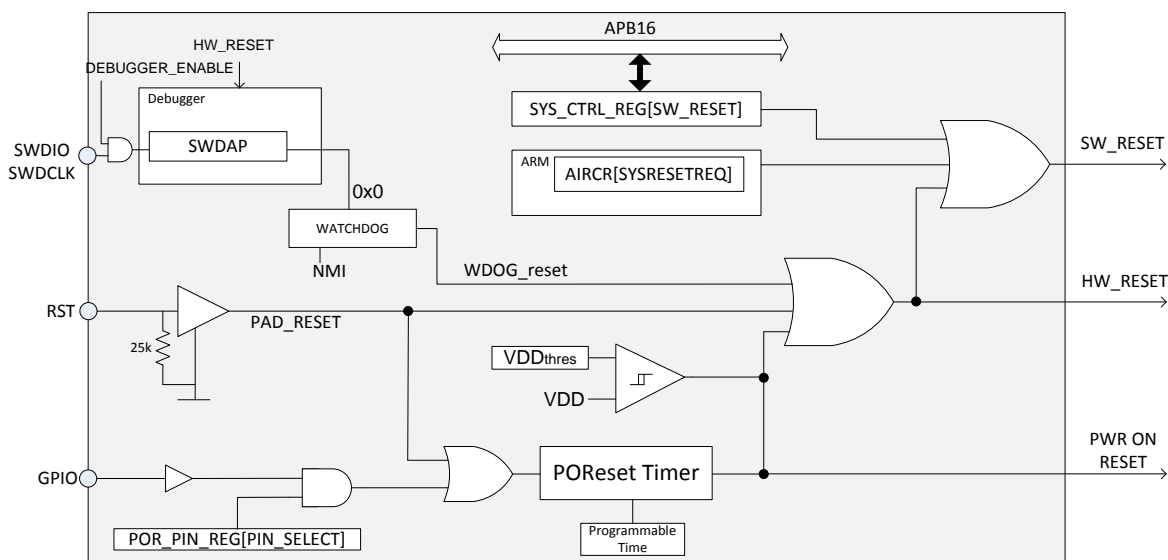 APB16
HW_RESET
DEBUGGER_ENABLE
Debugger
SWDAP
SWDIO
SWDCLK
SYS_CTRL_REG[SW_RESET]
ARM
AIRCR[SYSRESETREQ]
SW_RESET
0x0
WATCHDOG
NMI
WDOG_reset
HW_RESET
RST
PAD_RESET
25k
VDDthres
VDD
GPIO
POReset Timer
PWR ON
RESET
POR_PIN_REG[PIN_SELECT]
Programmable
Time